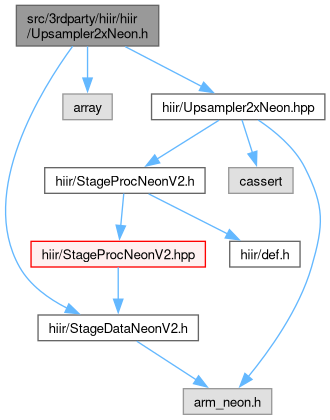 src/3rdparty/hiir/hiir
/Upsampler2xNeon.h
array
hiir/Upsampler2xNeon.hpp
hiir/StageProcNeonV2.h
cassert
hiir/StageProcNeonV2.hpp
hiir/def.h
hiir/StageDataNeonV2.h
arm_neon.h